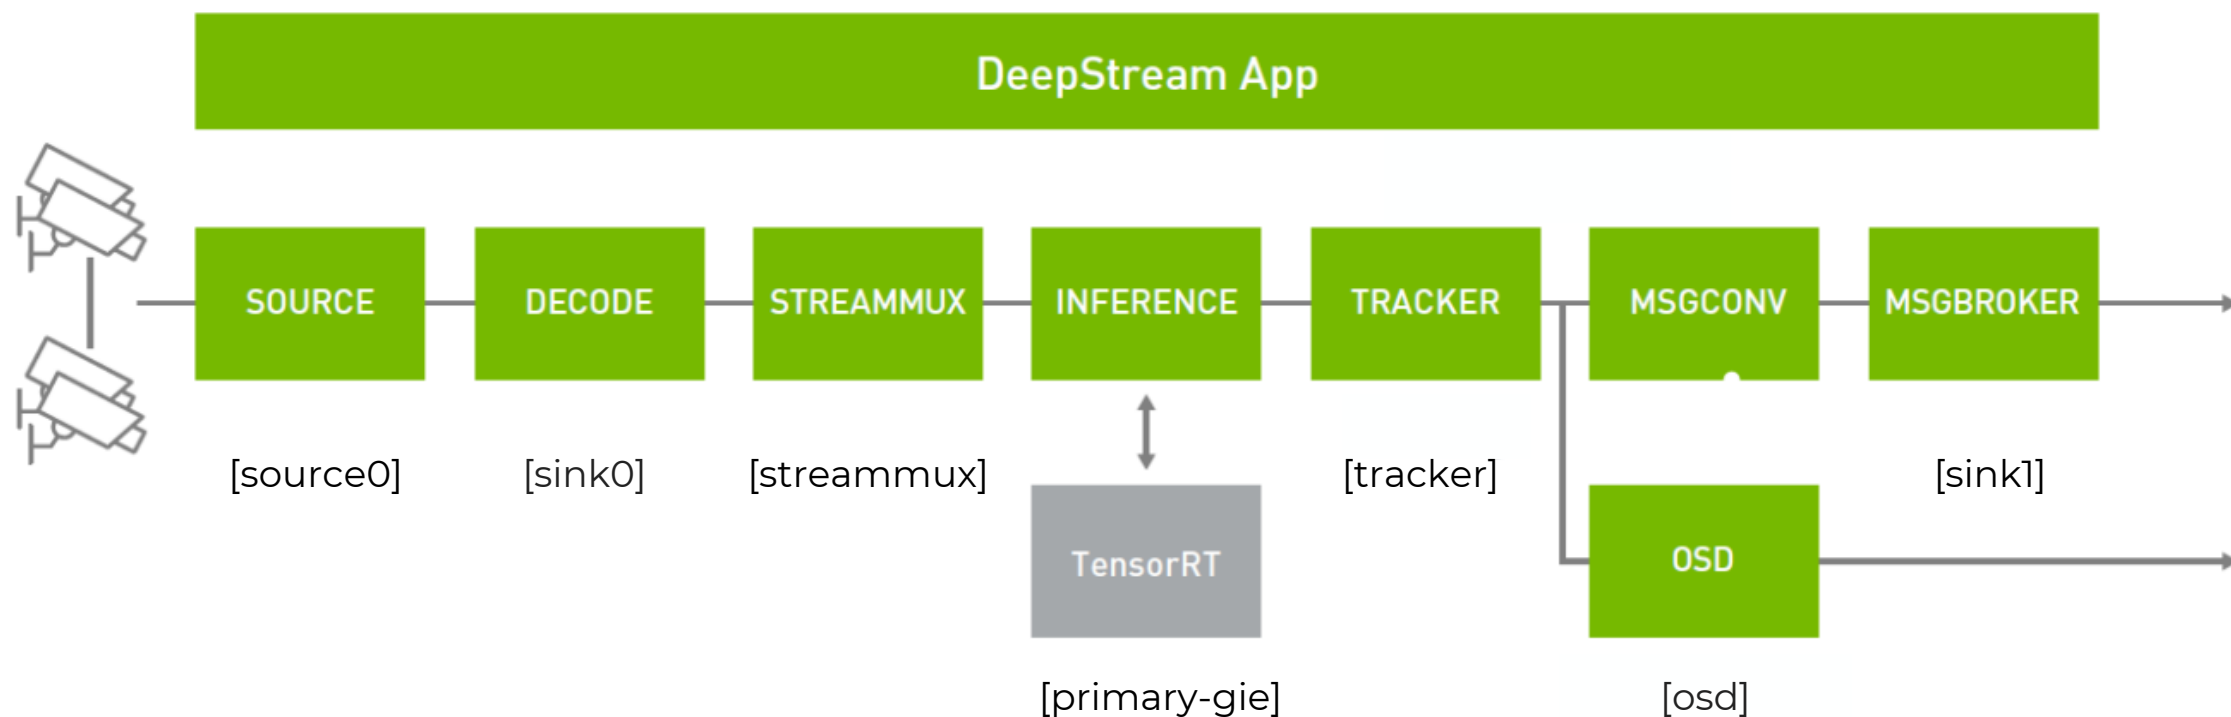 DeepStream App
SOURCE
DECODE
STREAMMUX
INFERENCE
TRACKER
MSGCONV
MSGBROKER
[source0]
[sink0]
[streammux]
[tracker]
[sink1]
TensorRT
OSD
[primary-gie]
[osd]